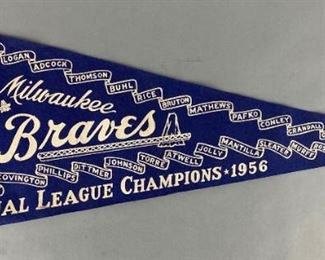 LOGAN
ADCOCK
THOMSON
BUHL
RICE
BRUTON
MATHEWS
PAFKO
CONLEY
CRANDALL
Milwaukee
Braves
COVINGTON
PHILLIPS
DITTMER
JOHNSON
TORRE
ATWELL
JOLLY
MANTILLA
SLEATER
MURFF
NAL LEAGUE CHAMPIONS★1956